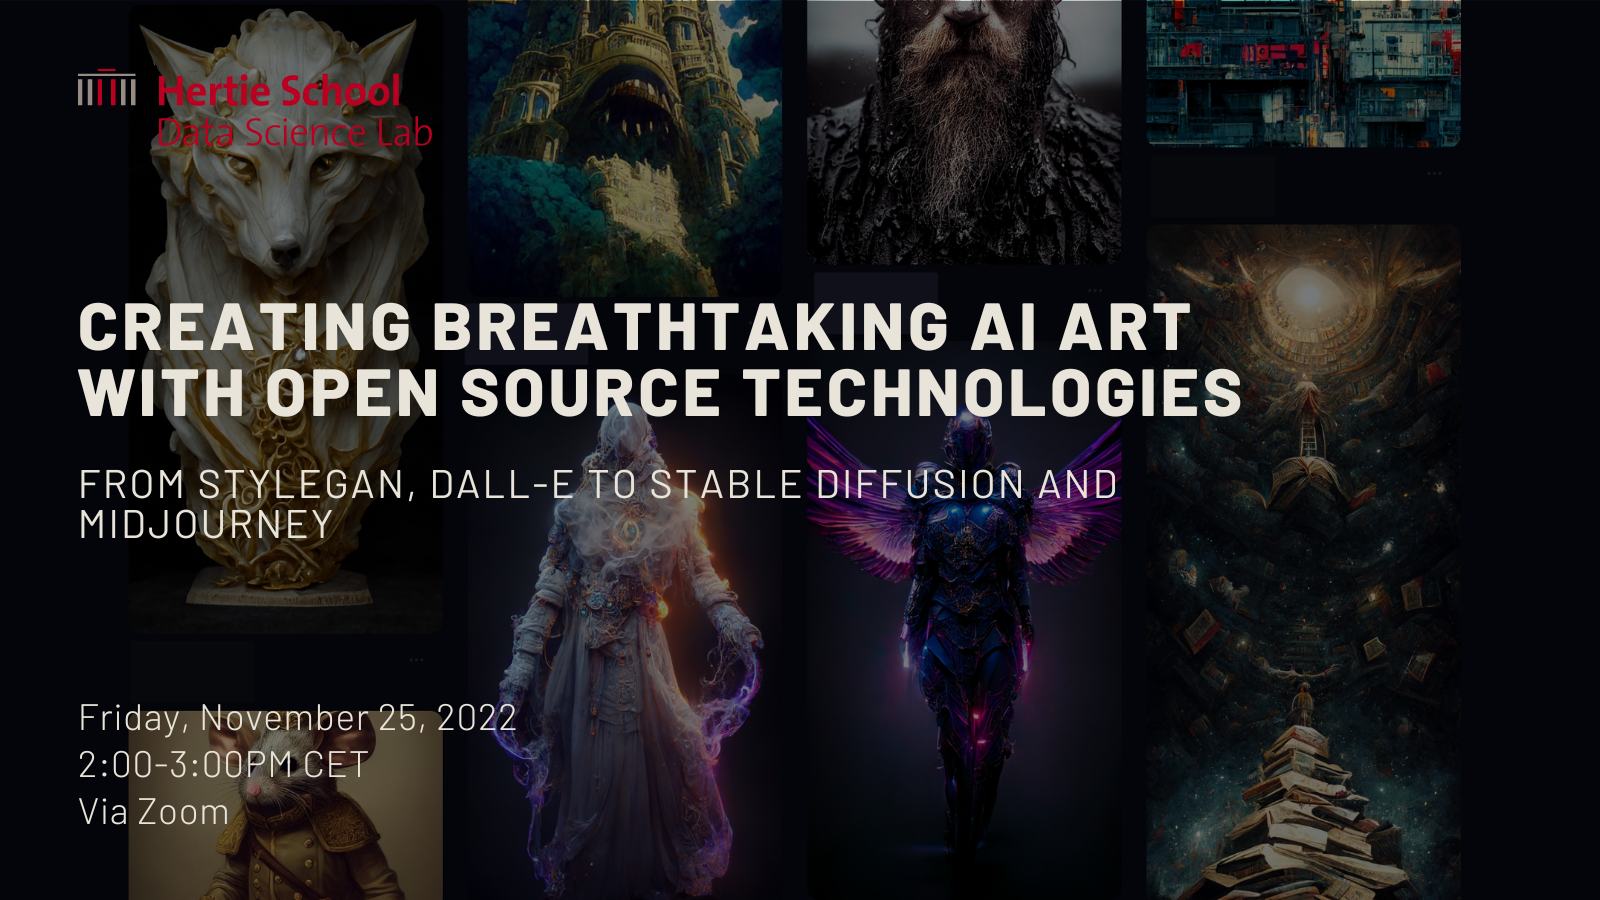 Hertie School
Data Science Lab
CREATING BREATHTAKING AI ART
WITH OPEN SOURCE TECHNOLOGIES
FROM STYLEGAN, DALL-E TO STABLE DIFFUSION AND
MIDJOURNEY
Friday, November 25, 2022
2:00-3:00PM CET
Via Zoom